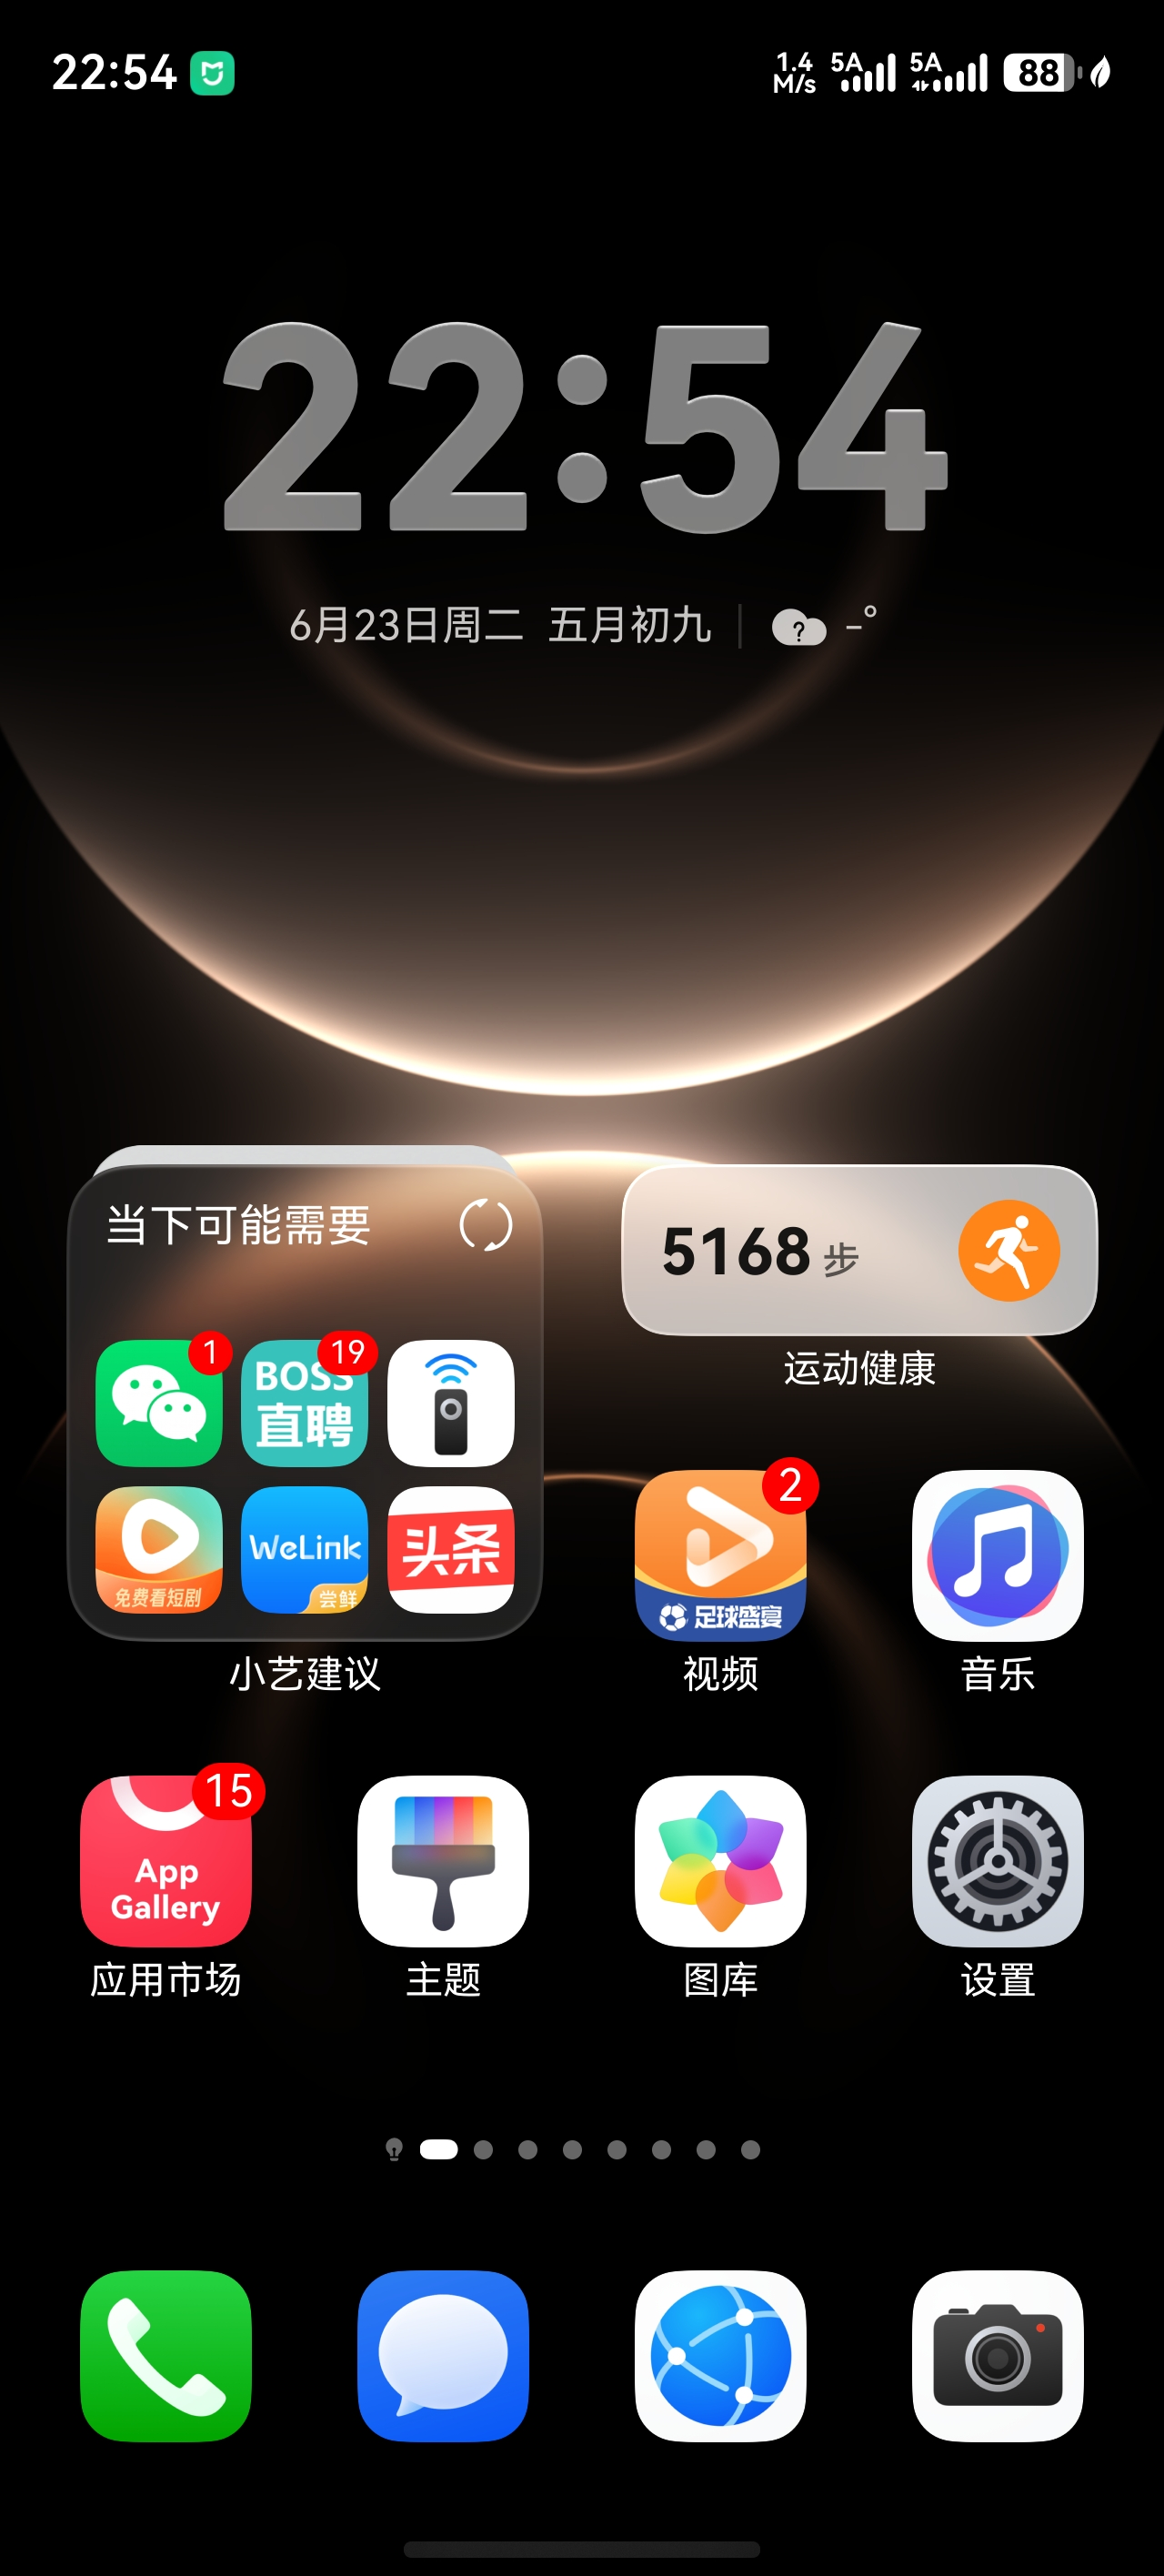 22:54
1.4 M/s 5A 5A 88
22:54
6月23日周二 五月初九 ? -°
当下可能需要
5168 步
运动健康
1
19
BOSS
直聘
免费看短剧
WeLink
尝鲜
头条
2
足球盛宴
小艺建议
视频
音乐
15
App
Gallery
应用市场
主题
图库
设置